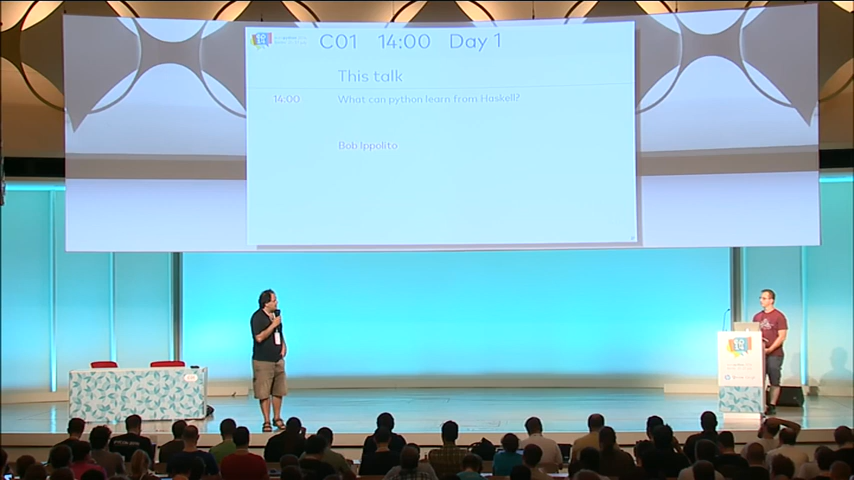 C01 14:00 Day 1
This talk
14:00 What can python learn from Haskell?
Bob Ippolito